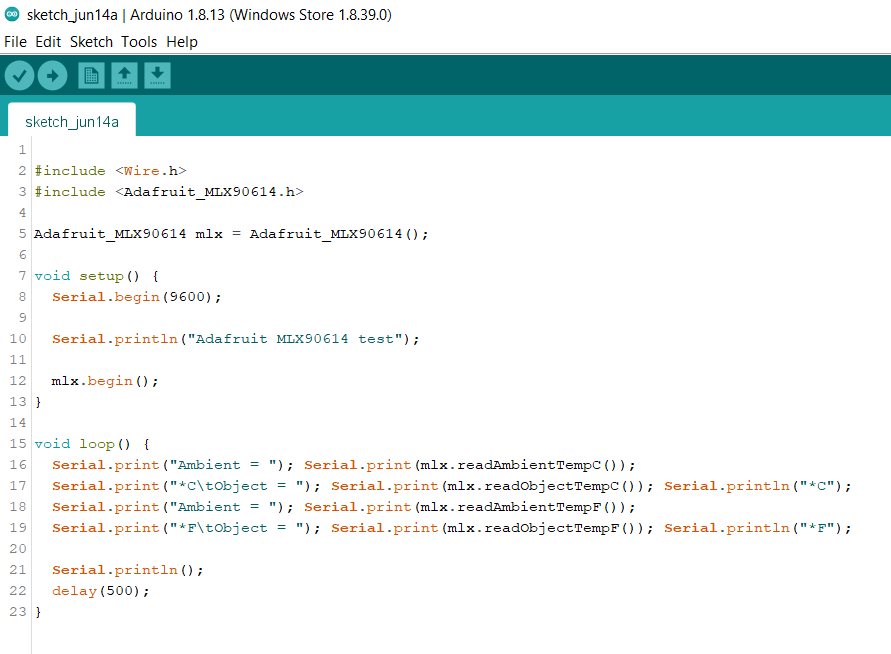 sketch_jun14a | Arduino 1.8.13 (Windows Store 1.8.39.0)
File Edit Sketch Tools Help
sketch_jun14a
1
2 #include <Wire.h>
3 #include <Adafruit_MLX90614.h>
4
5 Adafruit_MLX90614 mlx = Adafruit_MLX90614();
6
7 void setup() {
8   Serial.begin(9600);
9
10   Serial.println("Adafruit MLX90614 test");
11
12   mlx.begin();
13 }
14
15 void loop() {
16   Serial.print("Ambient = "); Serial.print(mlx.readAmbientTempC());
17   Serial.print("*C\tObject = "); Serial.print(mlx.readObjectTempC()); Serial.println("*C");
18   Serial.print("Ambient = "); Serial.print(mlx.readAmbientTempF());
19   Serial.print("*F\tObject = "); Serial.print(mlx.readObjectTempF()); Serial.println("*F");
20
21   Serial.println();
22   delay(500);
23 }